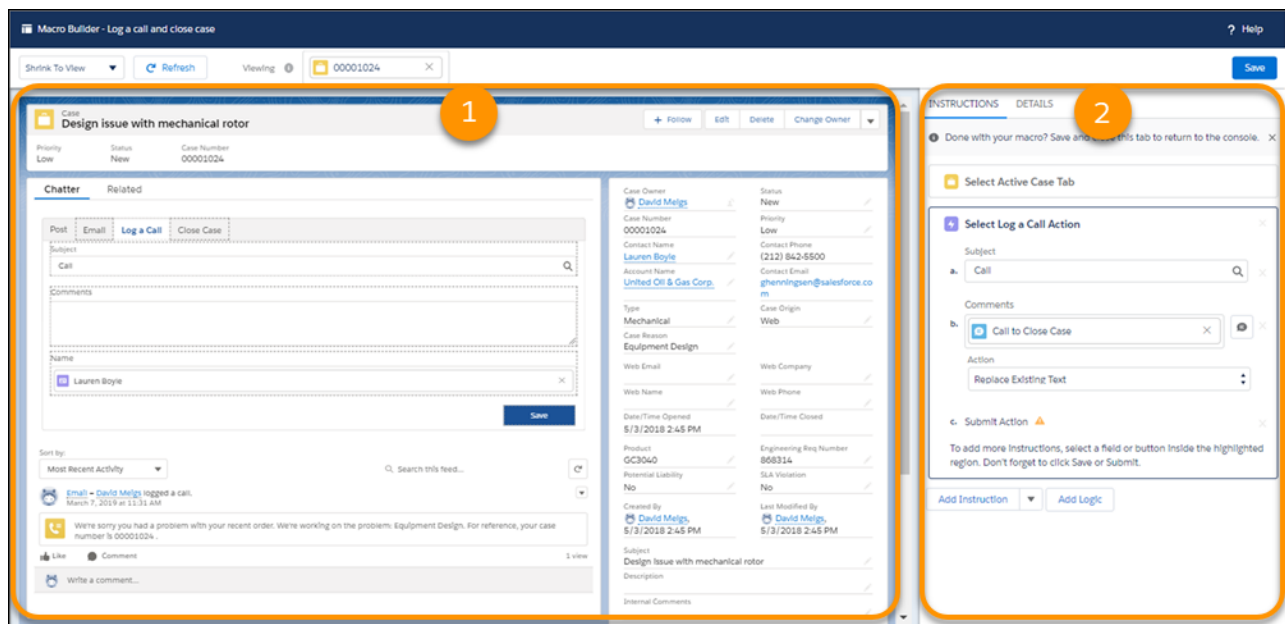 Macro Builder - Log a call and close case
? Help
Shrink To View
Refresh
Viewing
00001024
Save
1
2
Case
Design issue with mechanical rotor
+ Follow
Edit
Delete
Change Owner
Priority
Status
Case Number
Low
New
00001024
Chatter
Related
Post
Email
Log a Call
Close Case
Subject
Call
Comments
Name
Lauren Boyle
Save
Sort by:
Most Recent Activity
Search this feed...
Email – David Melgs logged a call.
March 7, 2019 at 11:31 AM
We're sorry you had a problem with your recent order. We're working on the problem: Equipment Design. For reference, your case
number is 00001024 .
Like
Comment
1 view
Write a comment...
Case Owner
David Melgs
Status
New
Case Number
00001024
Priority
Low
Contact Name
Lauren Boyle
Contact Phone
(212) 842-5500
Account Name
United Oil & Gas Corp.
Contact Email
ghenningsen@salesforce.co
m
Type
Mechanical
Case Origin
Web
Case Reason
Equipment Design
Web Email
Web Company
Web Name
Web Phone
Date/Time Opened
5/3/2018 2:45 PM
Date/Time Closed
Product
GC3040
Engineering Req Number
868314
Potential Liability
No
SLA Violation
No
Created By
David Melgs,
5/3/2018 2:45 PM
Last Modified By
David Melgs,
5/3/2018 2:45 PM
Subject
Design issue with mechanical rotor
Description
Internal Comments
INSTRUCTIONS
DETAILS
Done with your macro? Save and close this tab to return to the console.
Select Active Case Tab
Select Log a Call Action
Subject
a. Call
Comments
b. Call to Close Case
Action
Replace Existing Text
c. Submit Action
To add more instructions, select a field or button inside the highlighted
region. Don't forget to click Save or Submit.
Add Instruction
Add Logic